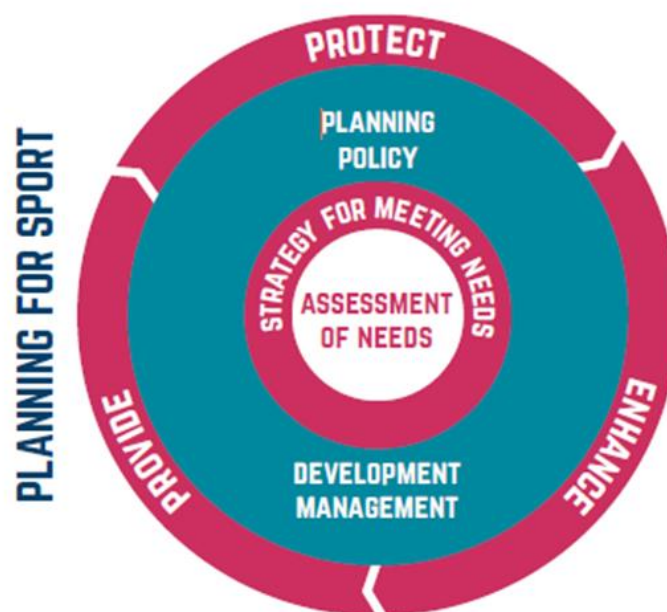 PLANNING FOR SPORT
PROTECT
PLANNING
POLICY
STRATEGY FOR MEETING NEEDS
ASSESSMENT
OF NEEDS
DEVELOPMENT
MANAGEMENT
PROVIDE
ENHANCE